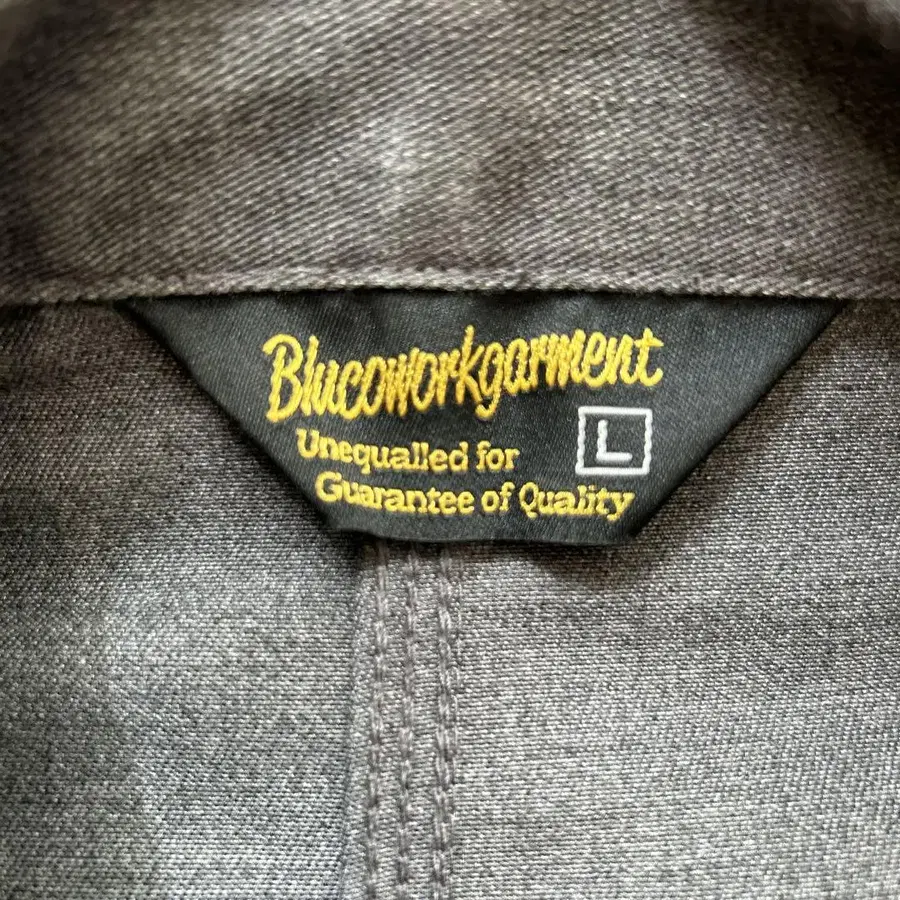 Blucoworkgarment
L
Unequalled for
Guarantee of Quality